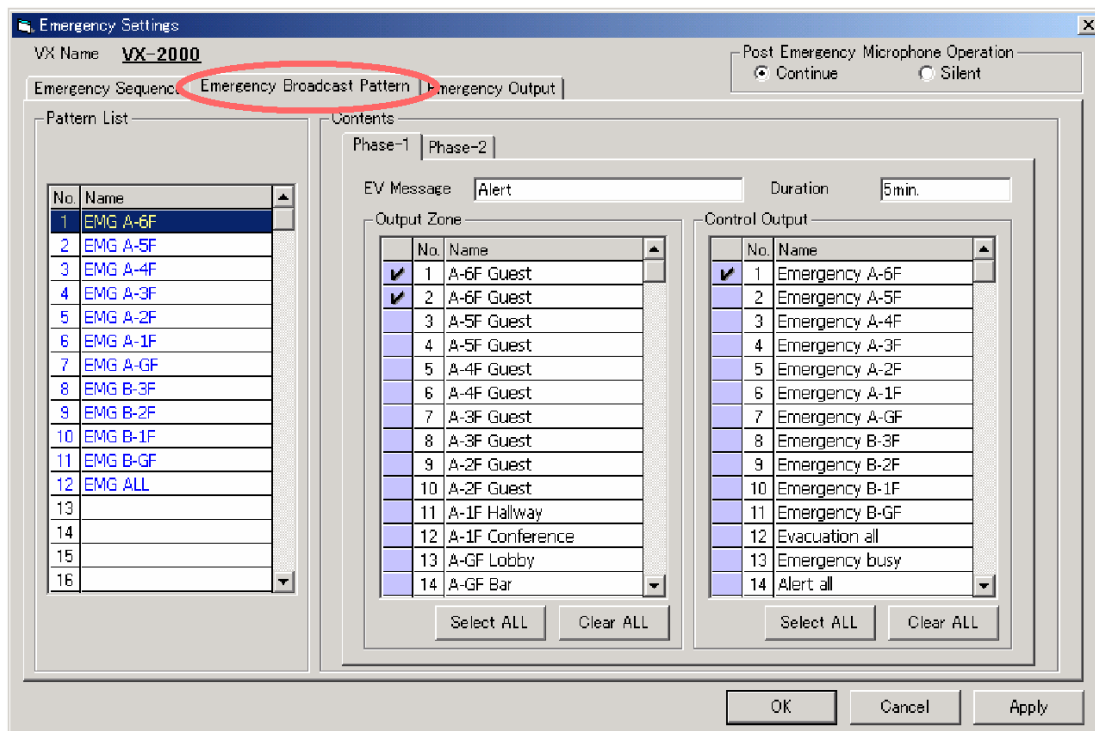 Emergency Settings
VX Name VX-2000
Post Emergency Microphone Operation
Continue Silent
Emergency Sequence Emergency Broadcast Pattern Emergency Output
Pattern List
Contents
Phase-1 Phase-2
EV Message Alert Duration 5min.
Output Zone
Control Output
No. Name
1 EMG A-6F
2 EMG A-5F
3 EMG A-4F
4 EMG A-3F
5 EMG A-2F
6 EMG A-1F
7 EMG A-GF
8 EMG B-3F
9 EMG B-2F
10 EMG B-1F
11 EMG B-GF
12 EMG ALL
13
14
15
16
No. Name
1 A-6F Guest
2 A-6F Guest
3 A-5F Guest
4 A-5F Guest
5 A-4F Guest
6 A-4F Guest
7 A-3F Guest
8 A-3F Guest
9 A-2F Guest
10 A-2F Guest
11 A-1F Hallway
12 A-1F Conference
13 A-GF Lobby
14 A-GF Bar
Select ALL Clear ALL
No. Name
1 Emergency A-6F
2 Emergency A-5F
3 Emergency A-4F
4 Emergency A-3F
5 Emergency A-2F
6 Emergency A-1F
7 Emergency A-GF
8 Emergency B-3F
9 Emergency B-2F
10 Emergency B-1F
11 Emergency B-GF
12 Evacuation all
13 Emergency busy
14 Alert all
Select ALL Clear ALL
OK Cancel Apply